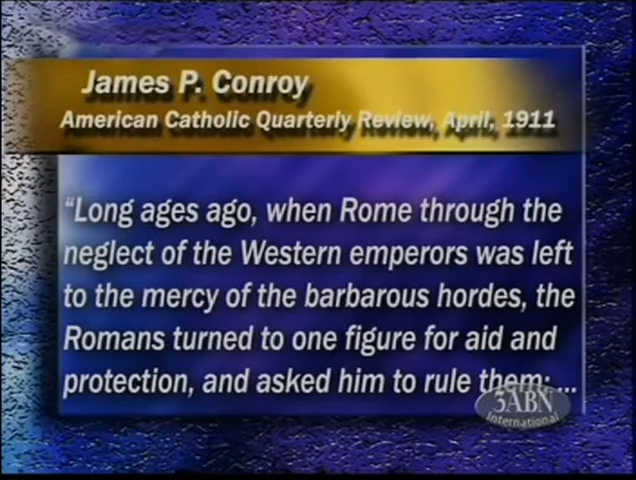 James P. Conroy
American Catholic Quarterly Review, April, 1911
“Long ages ago, when Rome through the
neglect of the Western emperors was left
to the mercy of the barbarous hordes, the
Romans turned to one figure for aid and
protection, and asked him to rule them; ...
3ABN
International